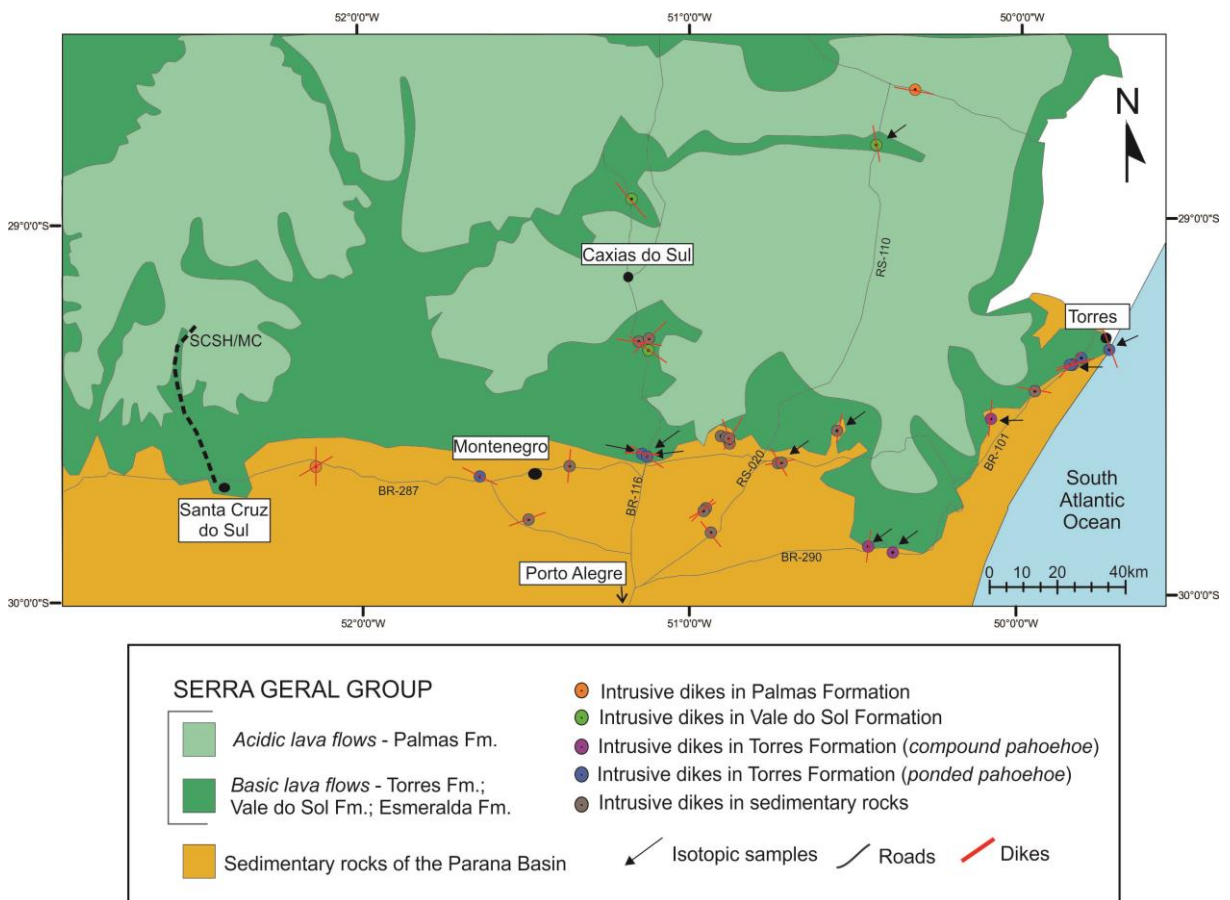 52°0'0"W
51°0'0"W
50°0'0"W
N
29°0'0"S
29°0'0"S
Caxias do Sul
RS-110
SCSH/MC
Torres
Montenegro
BR-101
RS-020
BR-116
BR-287
Santa Cruz
do Sul
South
Atlantic
Ocean
BR-290
Porto Alegre
0 10 20 40km
30°0'0"S
30°0'0"S
52°0'0"W
51°0'0"W
50°0'0"W
SERRA GERAL GROUP
Acidic lava flows - Palmas Fm.
Basic lava flows - Torres Fm.;
Vale do Sol Fm.; Esmeralda Fm.
Sedimentary rocks of the Parana Basin
Intrusive dikes in Palmas Formation
Intrusive dikes in Vale do Sol Formation
Intrusive dikes in Torres Formation (compound pahoehoe)
Intrusive dikes in Torres Formation (ponded pahoehoe)
Intrusive dikes in sedimentary rocks
Isotopic samples
Roads
Dikes